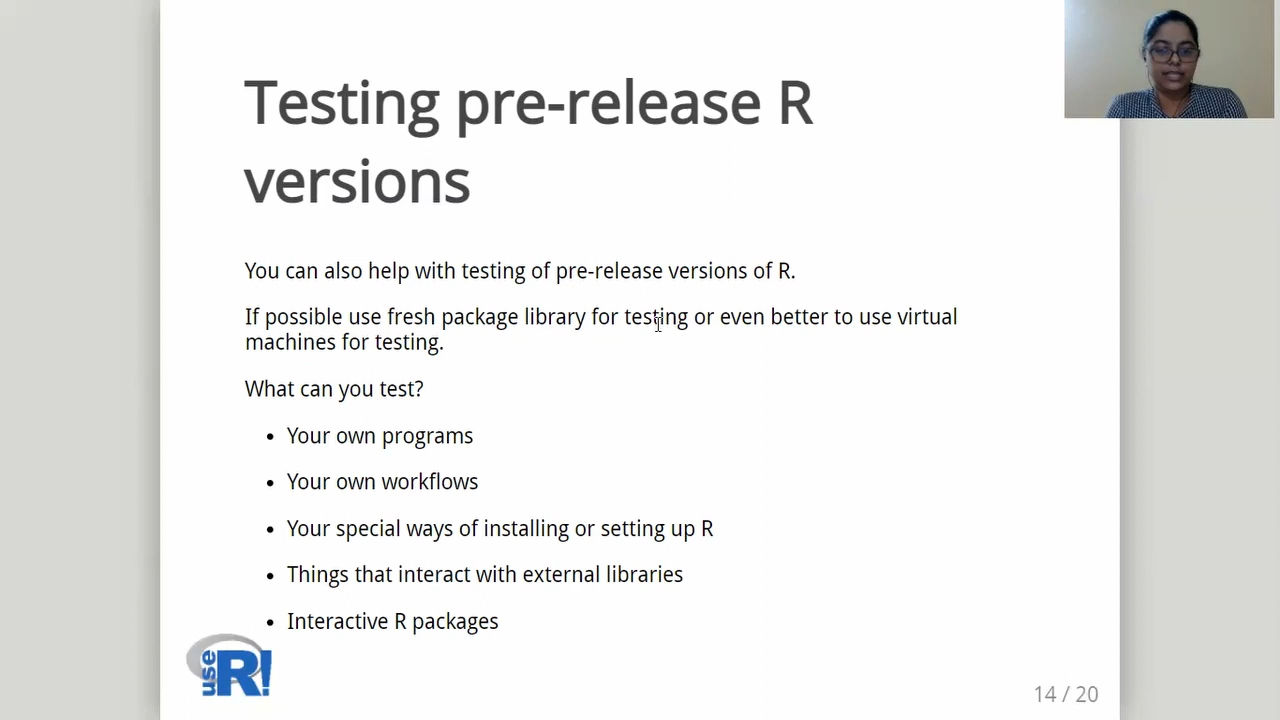 Testing pre-release R
versions
You can also help with testing of pre-release versions of R.
If possible use fresh package library for testing or even better to use virtual
machines for testing.
What can you test?
• Your own programs
• Your own workflows
• Your special ways of installing or setting up R
• Things that interact with external libraries
• Interactive R packages
use R!
14 / 20